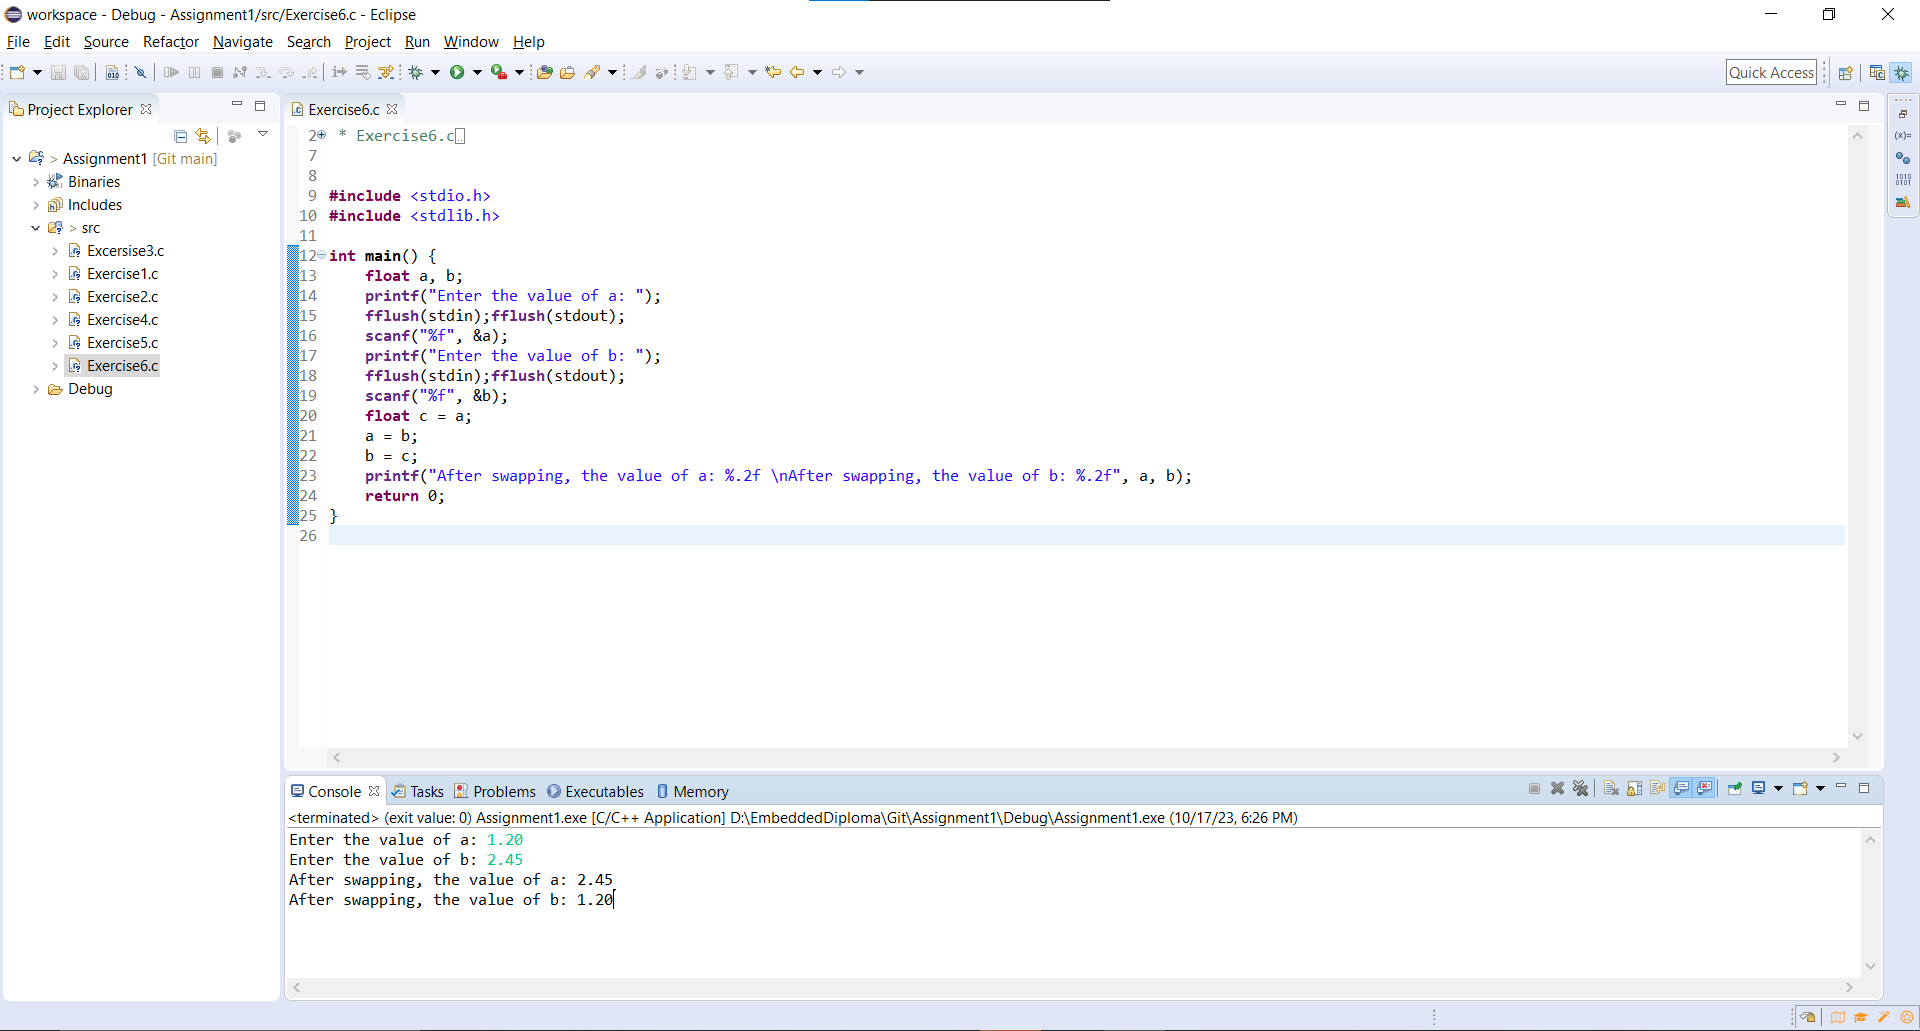 workspace - Debug - Assignment1/src/Exercise6.c - Eclipse
File Edit Source Refactor Navigate Search Project Run Window Help
Quick Access
Project Explorer
> Assignment1 [Git main]
Binaries
Includes
> src
Excersise3.c
Exercise1.c
Exercise2.c
Exercise4.c
Exercise5.c
Exercise6.c
Debug
Exercise6.c
2 * Exercise6.c
7
8
9 #include <stdio.h>
10 #include <stdlib.h>
11
12 int main() {
13 float a, b;
14 printf("Enter the value of a: ");
15 fflush(stdin);fflush(stdout);
16 scanf("%f", &a);
17 printf("Enter the value of b: ");
18 fflush(stdin);fflush(stdout);
19 scanf("%f", &b);
20 float c = a;
21 a = b;
22 b = c;
23 printf("After swapping, the value of a: %.2f \nAfter swapping, the value of b: %.2f", a, b);
24 return 0;
25 }
26
Console Tasks Problems Executables Memory
<terminated> (exit value: 0) Assignment1.exe [C/C++ Application] D:\EmbeddedDiploma\Git\Assignment1\Debug\Assignment1.exe (10/17/23, 6:26 PM)
Enter the value of a: 1.20
Enter the value of b: 2.45
After swapping, the value of a: 2.45
After swapping, the value of b: 1.20